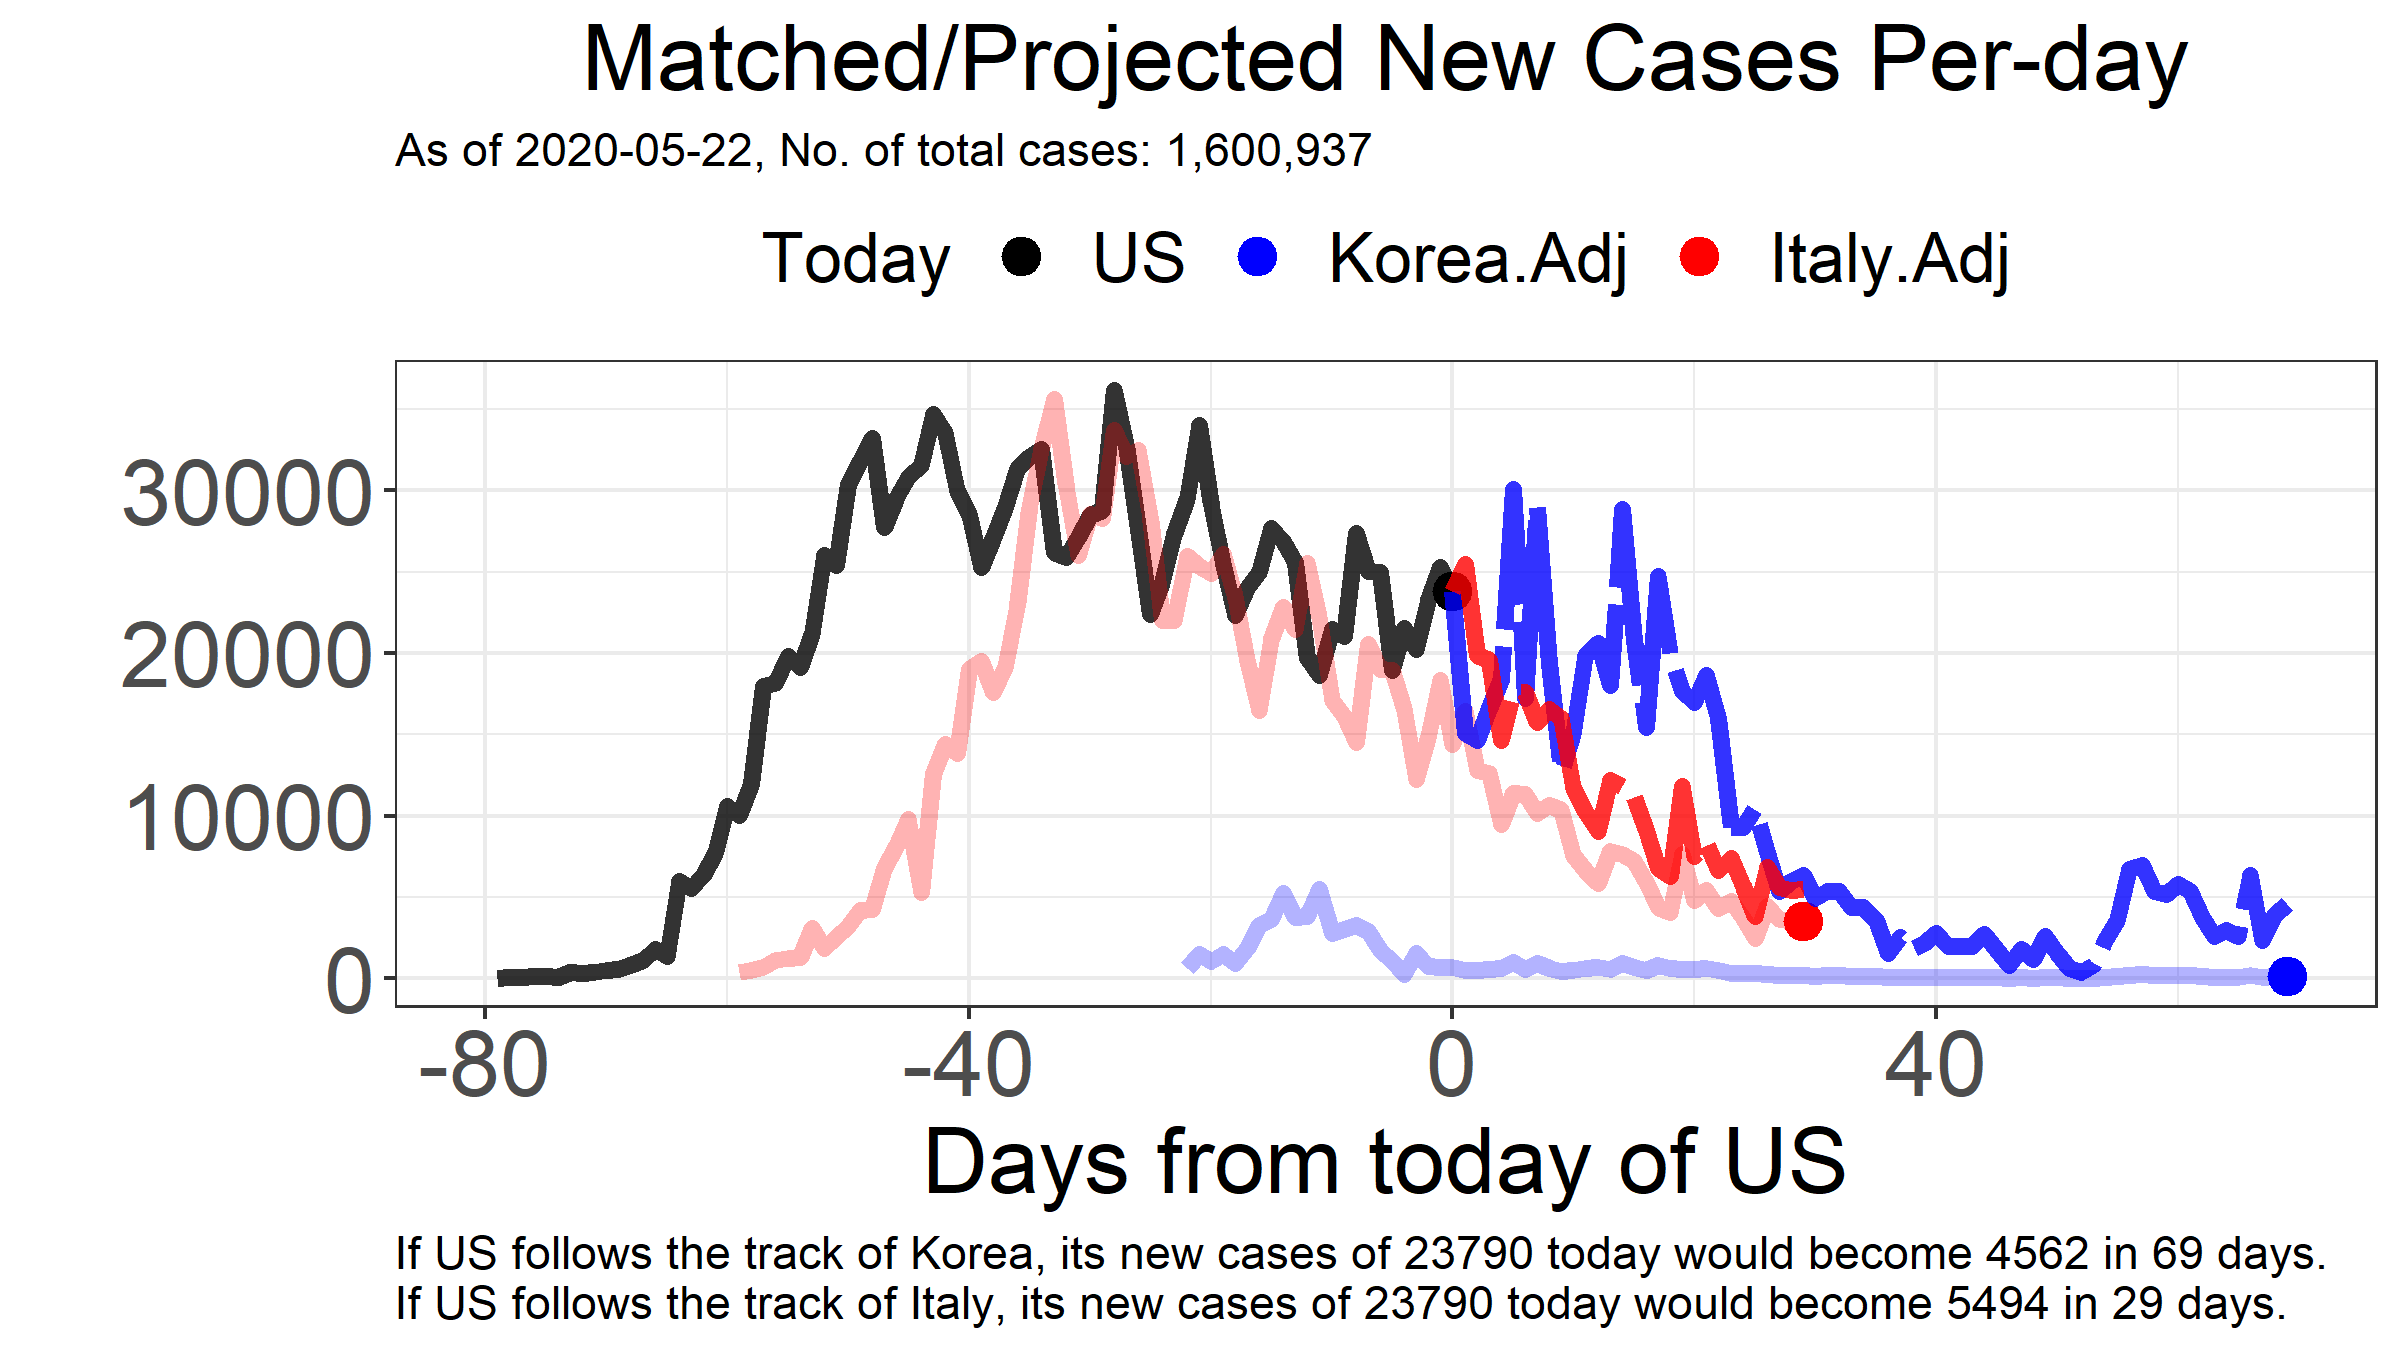 Matched/Projected New Cases Per-day
As of 2020-05-22, No. of total cases: 1,600,937
Today US Korea.Adj Italy.Adj
30000
20000
10000
0
-80 -40 0 40
Days from today of US
If US follows the track of Korea, its new cases of 23790 today would become 4562 in 69 days.
If US follows the track of Italy, its new cases of 23790 today would become 5494 in 29 days.